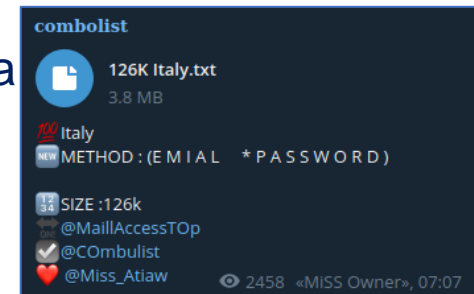 a
combolist
126K Italy.txt
3.8 MB
💯 Italy
🆕 METHOD : (E M I A L * P A S S W O R D )
🔢 SIZE :126k
🔛 @MaillAccessTOp
✅ @COmbulist
❤️ @Miss_Atiaw
2458 «MiSS Owner», 07:07